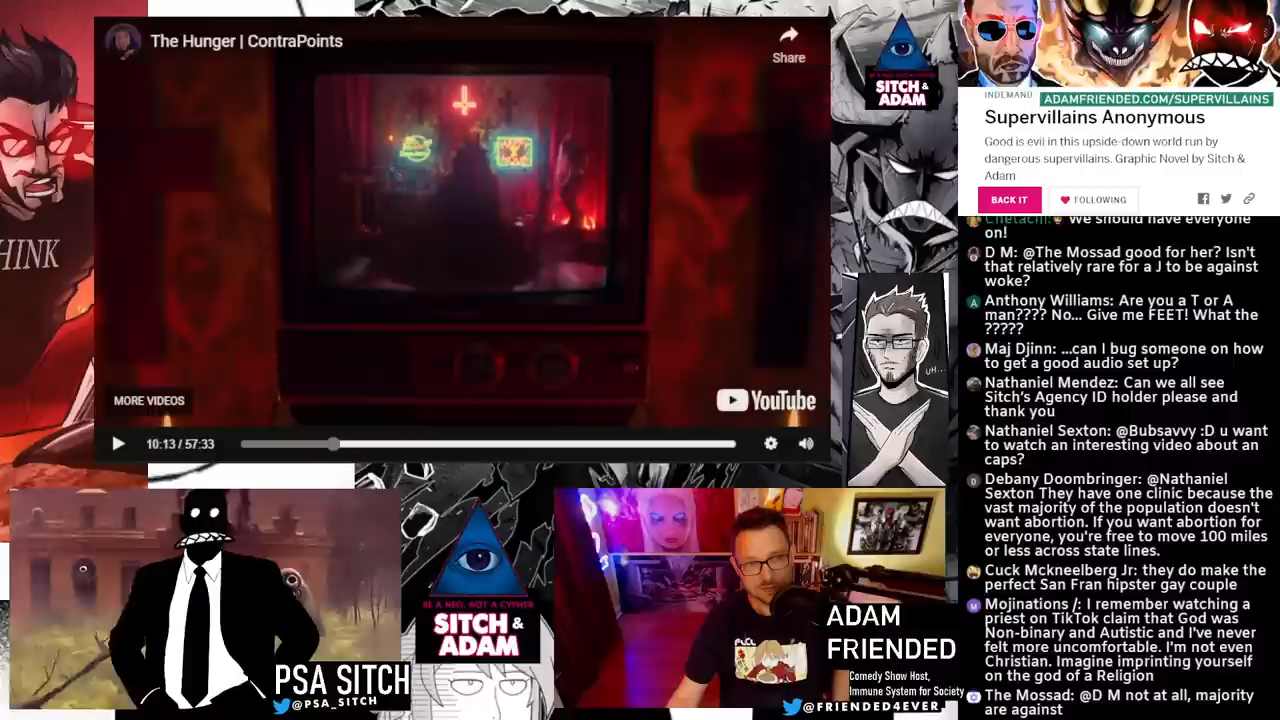 The Hunger | ContraPoints
Share
MORE VIDEOS
YouTube
10:13 / 57:33
HINK
BE A NEO, NOT A CYPHER
SITCH &
ADAM
UH...
INDEMAND
ADAMFRIENDED.COM/SUPERVILLAINS
Supervillains Anonymous
Good is evil in this upside-down world run by
dangerous supervillains. Graphic Novel by Sitch &
Adam
BACK IT
FOLLOWING
We should have everyone
on!
D M: @The Mossad good for her? Isn't
that relatively rare for a J to be against
woke?
Anthony Williams: Are you a T or A
man???? No... Give me FEET! What the
?????
Maj Djinn: ...can I bug someone on how
to get a good audio set up?
Nathaniel Mendez: Can we all see
Sitch’s Agency ID holder please and
thank you
Nathaniel Sexton: @Bubsavvy :D u want
to watch an interesting video about an
caps?
Debany Doombringer: @Nathaniel
Sexton They have one clinic because the
vast majority of the population doesn't
want abortion. If you want abortion for
everyone, you're free to move 100 miles
or less across state lines.
Cuck Mckneelberg Jr: they do make the
perfect San Fran hipster gay couple
Mojinations /: I remember watching a
priest on TikTok claim that God was
Non-binary and Autistic and I've never
felt more uncomfortable. I'm not even
Christian. Imagine imprinting yourself
on the god of a Religion
The Mossad: @D M not at all, majority
are against
PSA SITCH
@PSA_SITCH
BE A NEO, NOT A CYPHER
SITCH &
ADAM
FLCL
ADAM
FRIENDED
Comedy Show Host,
Immune System for Society
@FRIENDED4EVER